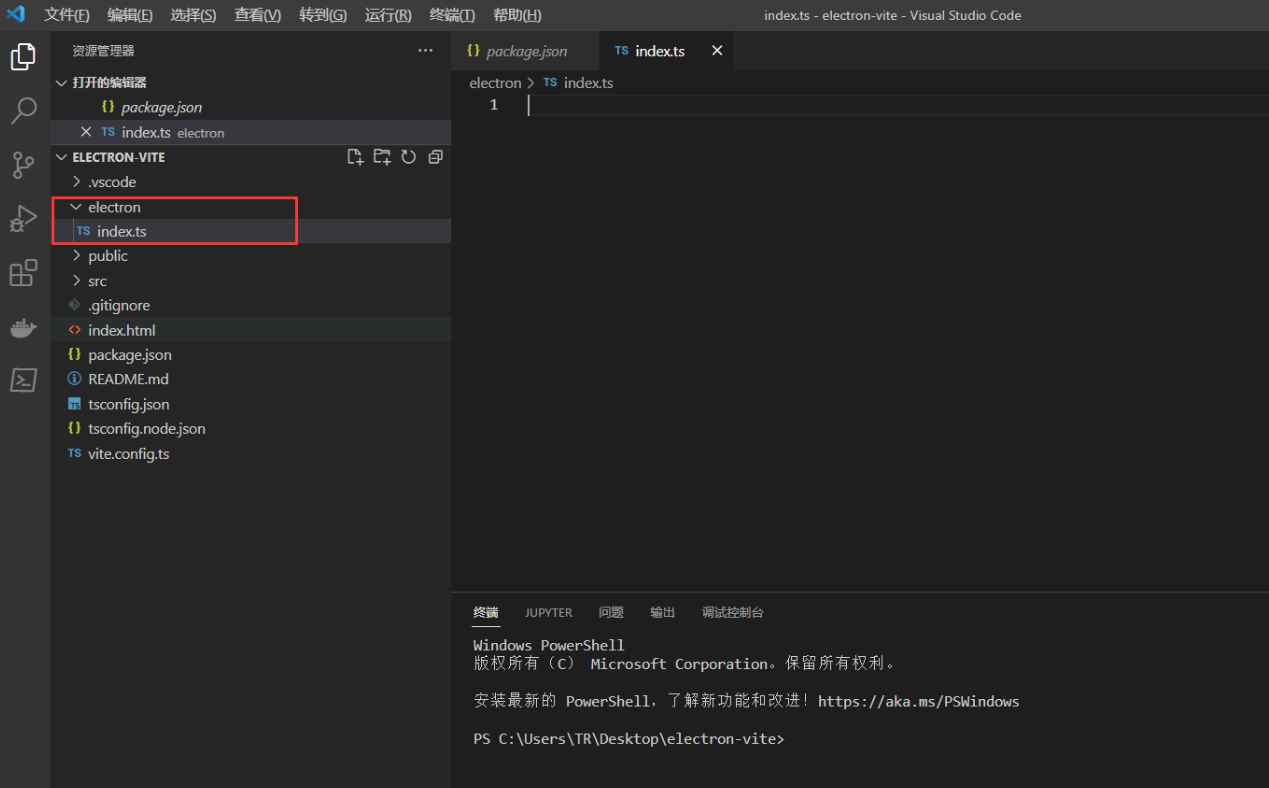 文件(F) 编辑(E) 选择(S) 查看(V) 转到(G) 运行(R) 终端(T) 帮助(H) index.ts - electron-vite - Visual Studio Code
资源管理器
打开的编辑器
{} package.json
TS index.ts electron
ELECTRON-VITE
.vscode
electron
TS index.ts
public
src
.gitignore
<> index.html
{} package.json
README.md
TS tsconfig.json
{} tsconfig.node.json
TS vite.config.ts
{} package.json TS index.ts
electron > TS index.ts
1
终端 JUPYTER 问题 输出 调试控制台
Windows PowerShell
版权所有（C） Microsoft Corporation。保留所有权利。
安装最新的 PowerShell，了解新功能和改进！https://aka.ms/PSWindows
PS C:\Users\TR\Desktop\electron-vite>